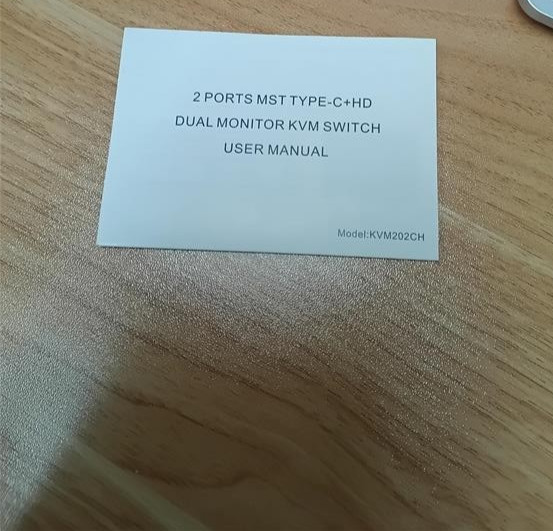 2 PORTS MST TYPE-C+HD
DUAL MONITOR KVM SWITCH
USER MANUAL
Model:KVM202CH